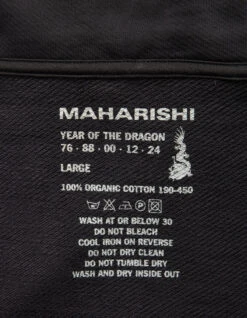 MAHARISHI
YEAR OF THE DRAGON
76 · 88 · 00 · 12 · 24
LARGE
100% ORGANIC COTTON 190-450
WASH AT OR BELOW 30
DO NOT BLEACH
COOL IRON ON REVERSE
DO NOT DRY CLEAN
DO NOT TUMBLE DRY
WASH AND DRY INSIDE OUT